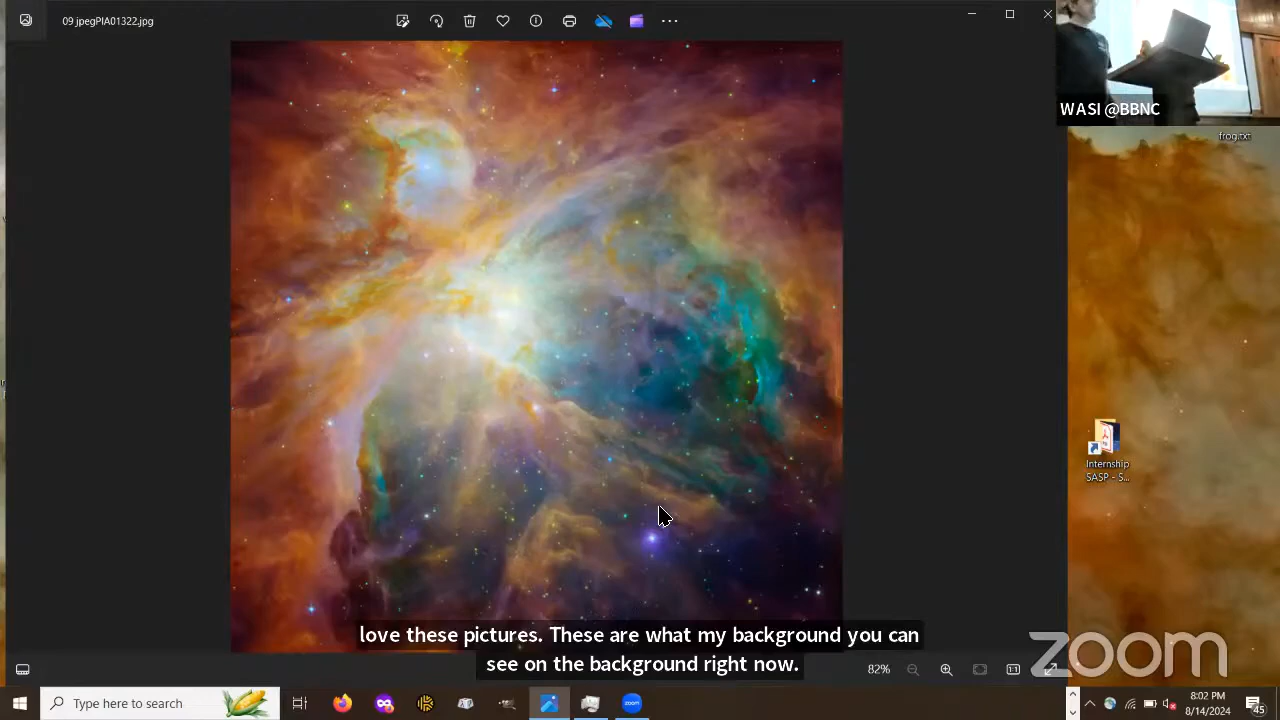 09.jpegPIA01322.jpg
WASI @BBNC
frog.txt
Internship
SASP - S...
love these pictures. These are what my background you can
see on the background right now.
zoom
82%
Type here to search
zoom
8:02 PM
8/14/2024
45